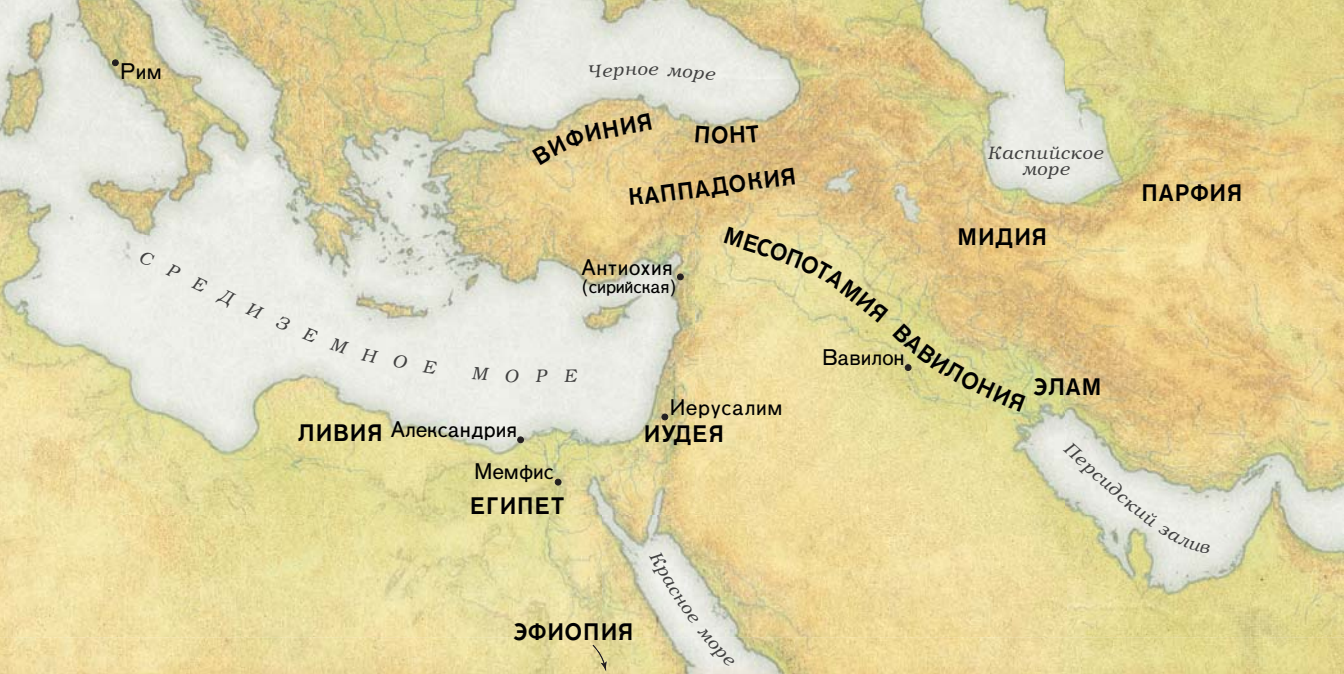 Рим
Черное море
ВИФИНИЯ
ПОНТ
Каспийское
море
КАППАДОКИЯ
ПАРФИЯ
МИДИЯ
МЕСОПОТАМИЯ
Антиохия
(сирийская)
СРЕДИЗЕМНОЕ МОРЕ
ВАВИЛОНИЯ
Вавилон
ЭЛАМ
Иерусалим
ИУДЕЯ
ЛИВИЯ
Александрия
Мемфис
ЕГИПЕТ
Персидский залив
Красное море
ЭФИОПИЯ